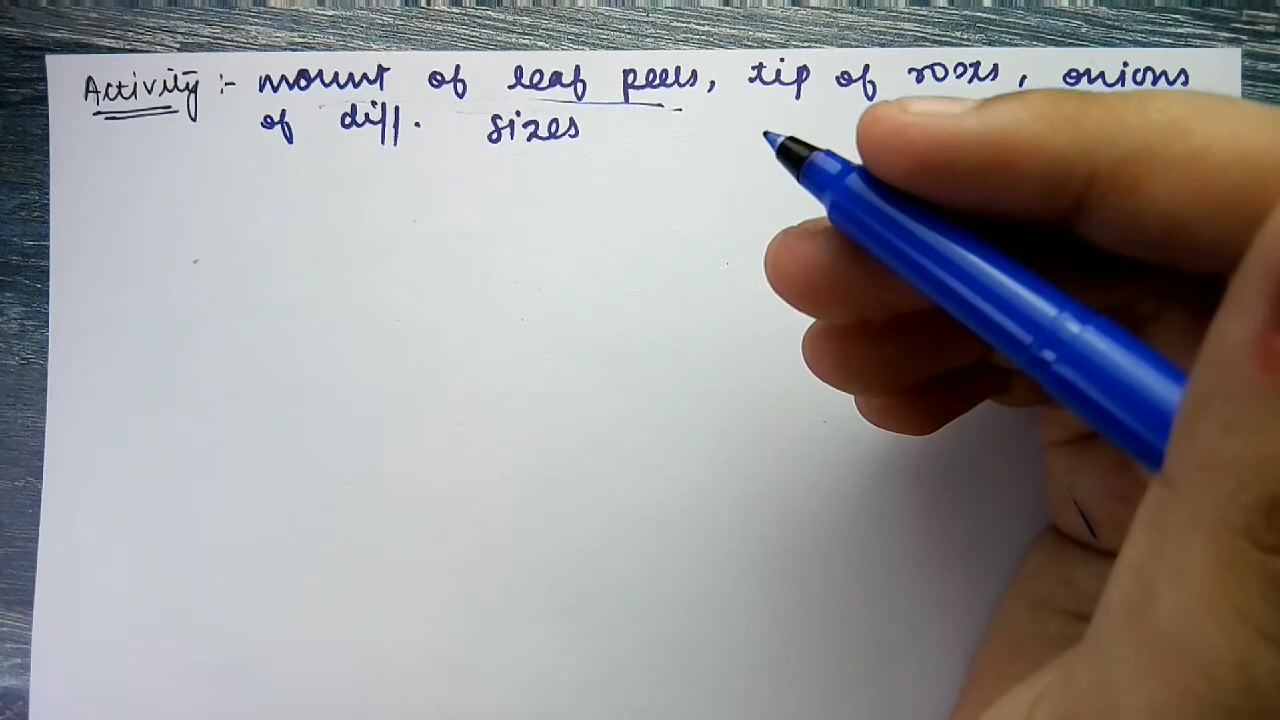 Activity :- mount of leaf peels, tip of roots, onions
of diff. sizes